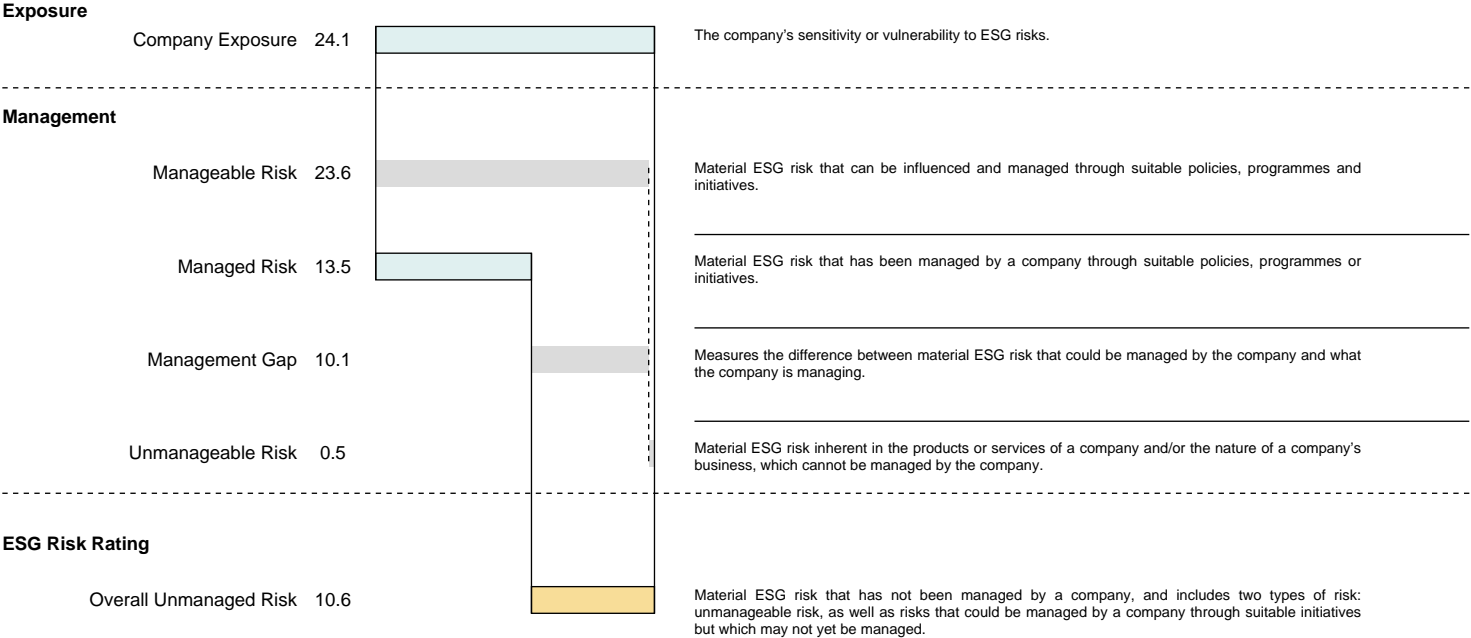 Exposure
Company Exposure 24.1
The company’s sensitivity or vulnerability to ESG risks.
Management
Manageable Risk 23.6
Material ESG risk that can be influenced and managed through suitable policies, programmes and
initiatives.
Managed Risk 13.5
Material ESG risk that has been managed by a company through suitable policies, programmes or
initiatives.
Management Gap 10.1
Measures the difference between material ESG risk that could be managed by the company and what
the company is managing.
Unmanageable Risk 0.5
Material ESG risk inherent in the products or services of a company and/or the nature of a company’s
business, which cannot be managed by the company.
ESG Risk Rating
Overall Unmanaged Risk 10.6
Material ESG risk that has not been managed by a company, and includes two types of risk:
unmanageable risk, as well as risks that could be managed by a company through suitable initiatives
but which may not yet be managed.